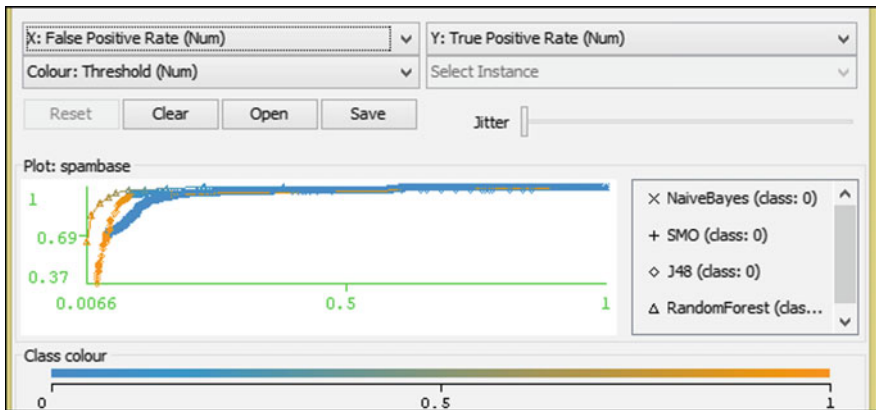 X: False Positive Rate (Num)
Y: True Positive Rate (Num)
Colour: Threshold (Num)
Select Instance
Reset
Clear
Open
Save
Jitter
Plot: spambase
1
0.69
0.37
0.0066
0.5
1
× NaiveBayes (class: 0)
+ SMO (class: 0)
◇ J48 (class: 0)
△ RandomForest (clas...
Class colour
0
0.5
1